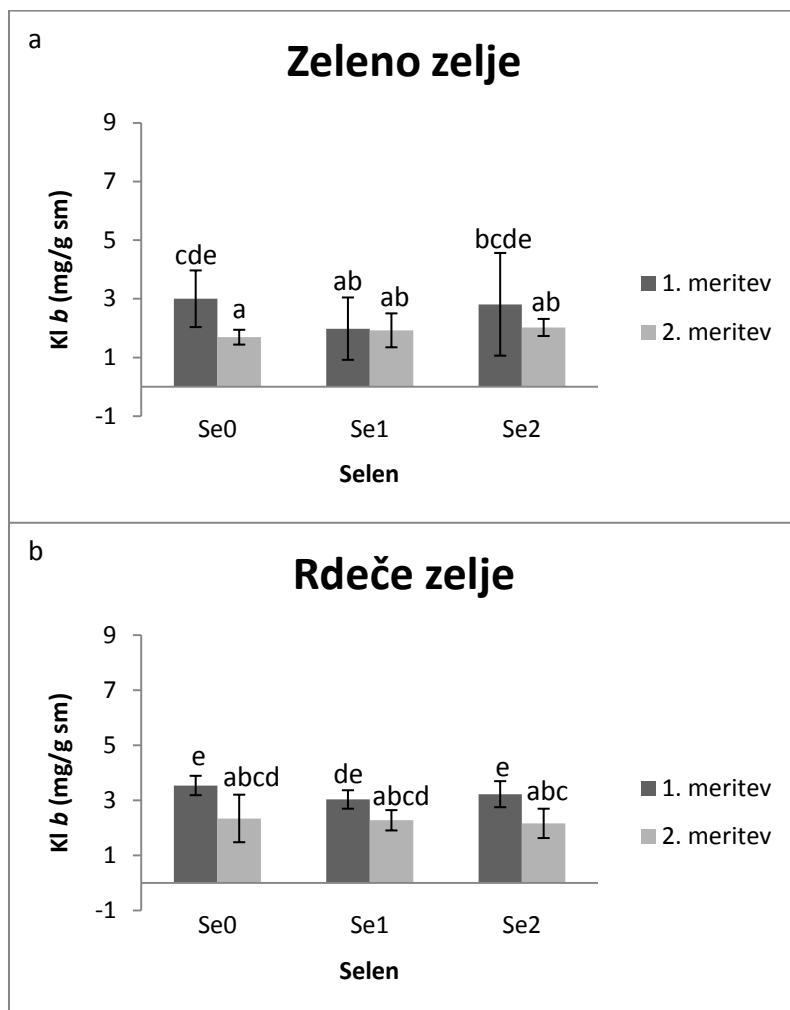 a
Zeleno zelje
9
7
5
3
1
-1
Kl b (mg/g sm)
cde
a
ab
ab
bcde
ab
Se0 Se1 Se2
Selen
1. meritev
2. meritev
b
Rdeče zelje
9
7
5
3
1
-1
Kl b (mg/g sm)
e
abcd
de
abcd
e
abc
Se0 Se1 Se2
Selen
1. meritev
2. meritev